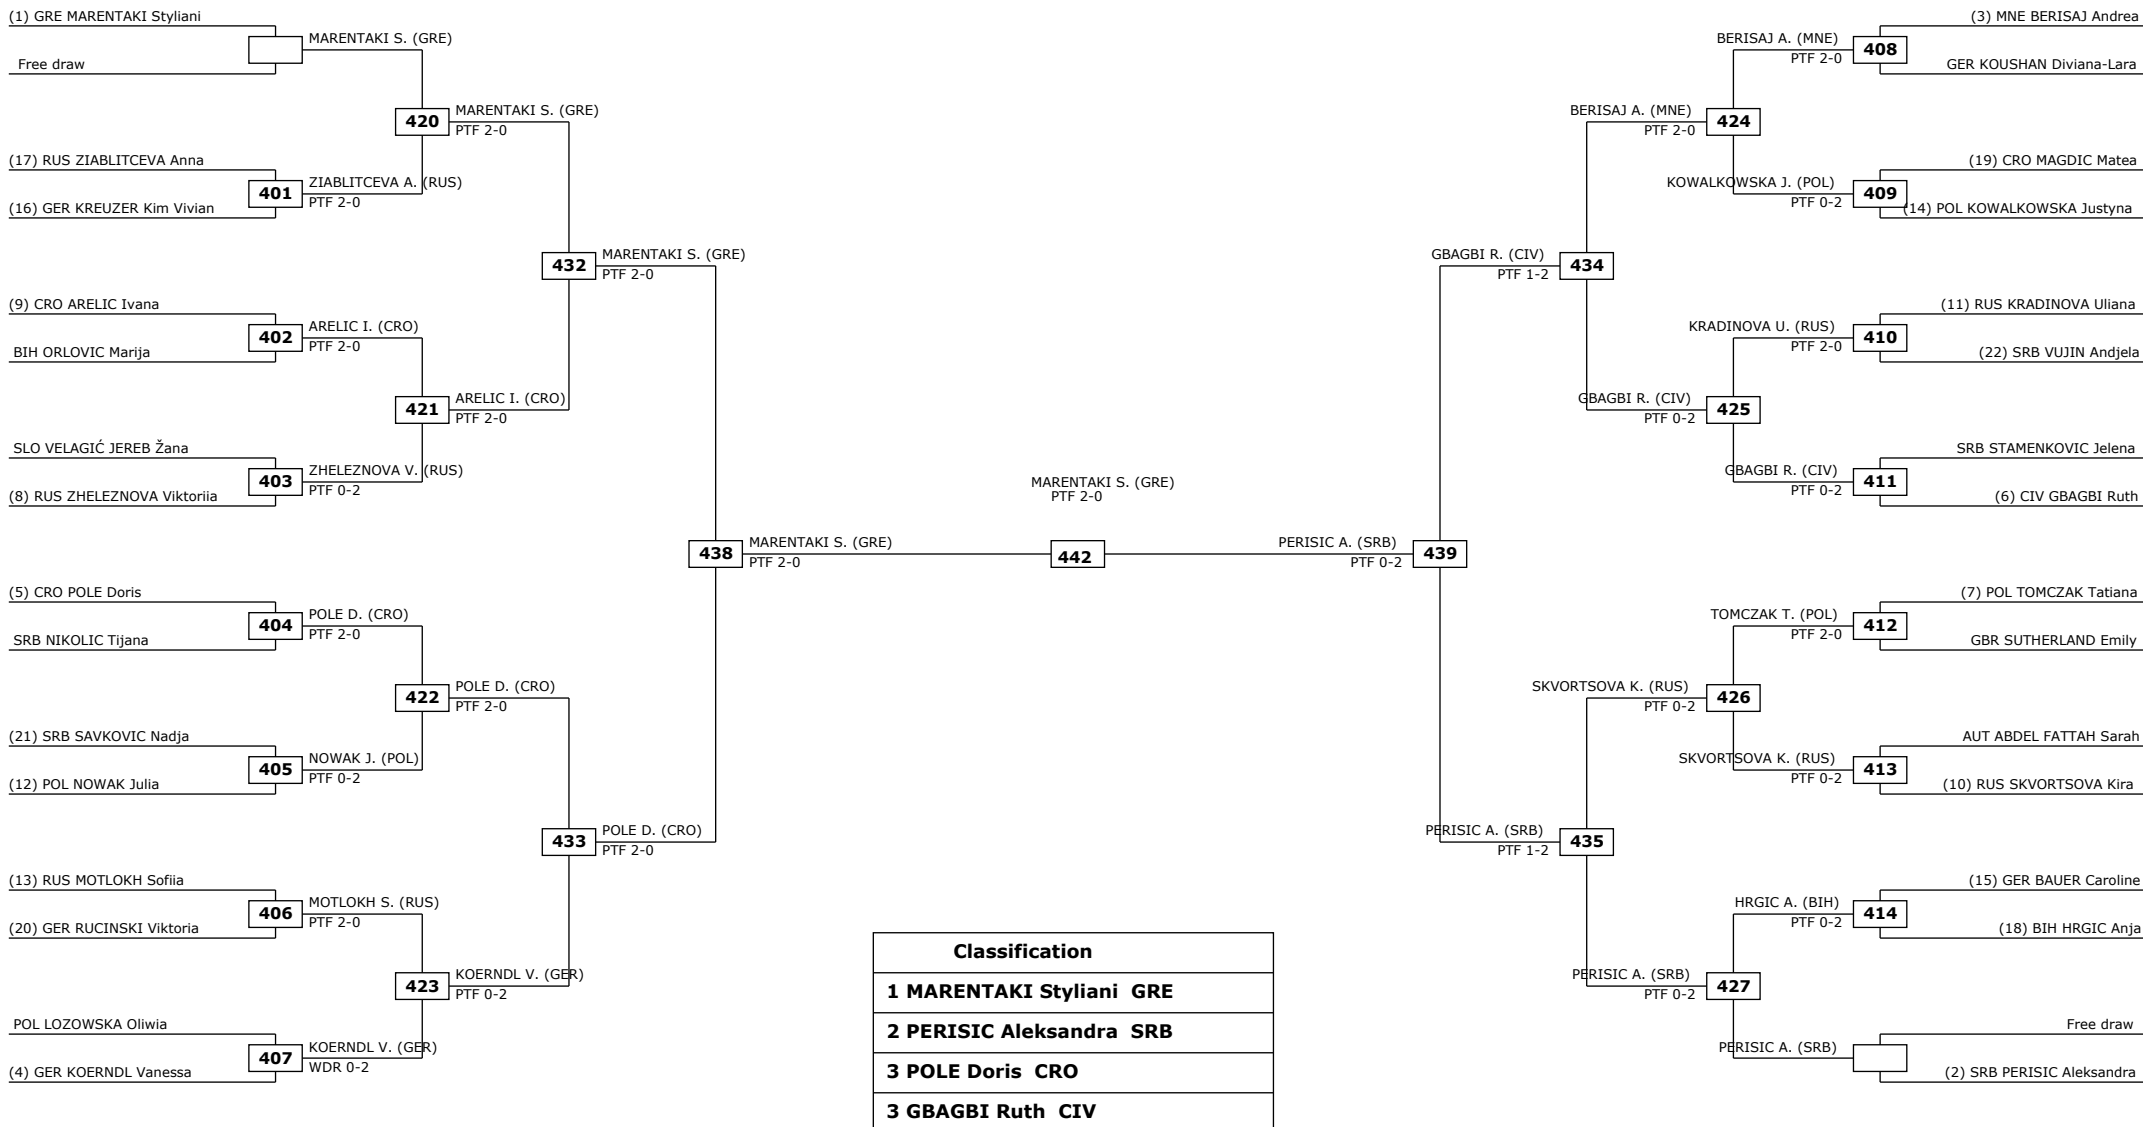 (1) GRE MARENTAKI Styliani
MARENTAKI S. (GRE)
Free draw
420
MARENTAKI S. (GRE)
PTF 2-0
(17) RUS ZIABLITCEVA Anna
401
ZIABLITCEVA A. (RUS)
PTF 2-0
(16) GER KREUZER Kim Vivian
432
MARENTAKI S. (GRE)
PTF 2-0
(9) CRO ARELIC Ivana
402
ARELIC I. (CRO)
PTF 2-0
BIH ORLOVIC Marija
421
ARELIC I. (CRO)
PTF 2-0
SLO VELAGIĆ JEREB Žana
403
ZHELEZNOVA V. (RUS)
PTF 0-2
(8) RUS ZHELEZNOVA Viktoriia
438
MARENTAKI S. (GRE)
PTF 2-0
(5) CRO POLE Doris
404
POLE D. (CRO)
PTF 2-0
SRB NIKOLIC Tijana
422
POLE D. (CRO)
PTF 2-0
(21) SRB SAVKOVIC Nadja
405
NOWAK J. (POL)
PTF 0-2
(12) POL NOWAK Julia
433
POLE D. (CRO)
PTF 2-0
(13) RUS MOTLOKH Sofiia
406
MOTLOKH S. (RUS)
PTF 2-0
(20) GER RUCINSKI Viktoria
423
KOERNDL V. (GER)
PTF 0-2
POL LOZOWSKA Oliwia
407
KOERNDL V. (GER)
WDR 0-2
(4) GER KOERNDL Vanessa
MARENTAKI S. (GRE)
PTF 2-0
442
(3) MNE BERISAJ Andrea
BERISAJ A. (MNE)
PTF 2-0
408
GER KOUSHAN Diviana-Lara
BERISAJ A. (MNE)
PTF 2-0
424
(19) CRO MAGDIC Matea
KOWALKOWSKA J. (POL)
PTF 0-2
409
(14) POL KOWALKOWSKA Justyna
GBAGBI R. (CIV)
PTF 1-2
434
(11) RUS KRADINOVA Uliana
KRADINOVA U. (RUS)
PTF 2-0
410
(22) SRB VUJIN Andjela
GBAGBI R. (CIV)
PTF 0-2
425
SRB STAMENKOVIC Jelena
GBAGBI R. (CIV)
PTF 0-2
411
(6) CIV GBAGBI Ruth
PERISIC A. (SRB)
PTF 0-2
439
(7) POL TOMCZAK Tatiana
TOMCZAK T. (POL)
PTF 2-0
412
GBR SUTHERLAND Emily
SKVORTSOVA K. (RUS)
PTF 0-2
426
AUT ABDEL FATTAH Sarah
SKVORTSOVA K. (RUS)
PTF 0-2
413
(10) RUS SKVORTSOVA Kira
PERISIC A. (SRB)
PTF 1-2
435
(15) GER BAUER Caroline
HRGIC A. (BIH)
PTF 0-2
414
(18) BIH HRGIC Anja
PERISIC A. (SRB)
PTF 0-2
427
Free draw
PERISIC A. (SRB)
(2) SRB PERISIC Aleksandra
Classification
1 MARENTAKI Styliani GRE
2 PERISIC Aleksandra SRB
3 POLE Doris CRO
3 GBAGBI Ruth CIV